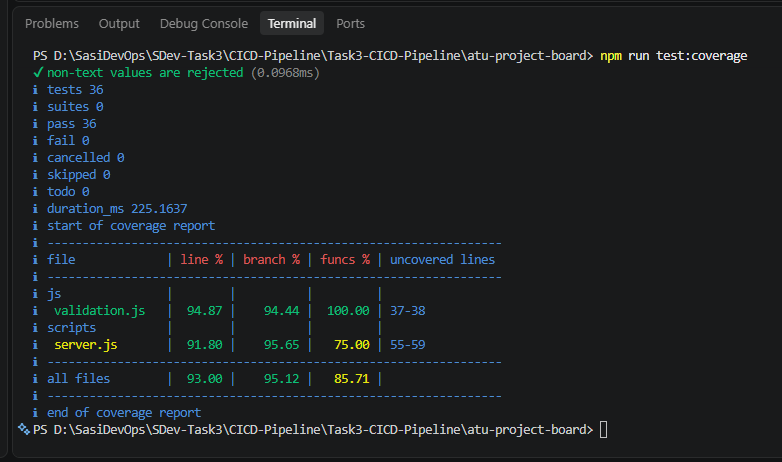 Problems Output Debug Console Terminal Ports
PS D:\SasiDevOps\SDev-Task3\CICD-Pipeline\Task3-CICD-Pipeline\atu-project-board> npm run test:coverage
✓ non-text values are rejected (0.0968ms)
ℹ tests 36
ℹ suites 0
ℹ pass 36
ℹ fail 0
ℹ cancelled 0
ℹ skipped 0
ℹ todo 0
ℹ duration_ms 225.1637
ℹ start of coverage report
ℹ ----------------------------------------------------------------
ℹ file | line % | branch % | funcs % | uncovered lines
ℹ ----------------------------------------------------------------
ℹ js | | | |
ℹ validation.js | 94.87 | 94.44 | 100.00 | 37-38
ℹ scripts | | | |
ℹ server.js | 91.80 | 95.65 | 75.00 | 55-59
ℹ ----------------------------------------------------------------
ℹ all files | 93.00 | 95.12 | 85.71 |
ℹ ----------------------------------------------------------------
ℹ end of coverage report
PS D:\SasiDevOps\SDev-Task3\CICD-Pipeline\Task3-CICD-Pipeline\atu-project-board>